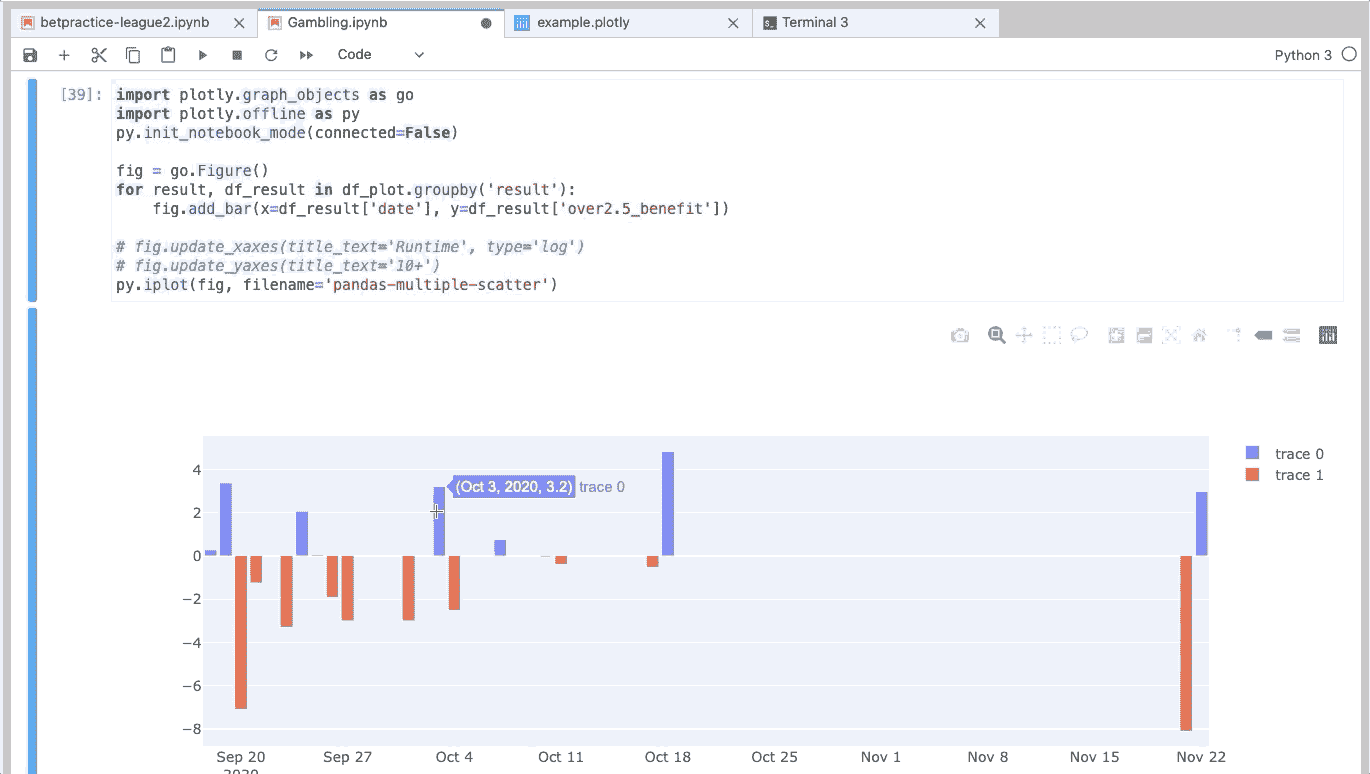 betpractice-league2.ipynb
Gambling.ipynb
example.plotly
Terminal 3
Code
Python 3
[39]:
import plotly.graph_objects as go
import plotly.offline as py
py.init_notebook_mode(connected=False)
fig = go.Figure()
for result, df_result in df_plot.groupby('result'):
    fig.add_bar(x=df_result['date'], y=df_result['over2.5_benefit'])
# fig.update_xaxes(title_text='Runtime', type='log')
# fig.update_yaxes(title_text='10+')
py.iplot(fig, filename='pandas-multiple-scatter')
trace 0
trace 1
(Oct 3, 2020, 3.2) trace 0
4
2
0
−2
−4
−6
−8
Sep 20
2020
Sep 27
Oct 4
Oct 11
Oct 18
Oct 25
Nov 1
Nov 8
Nov 15
Nov 22